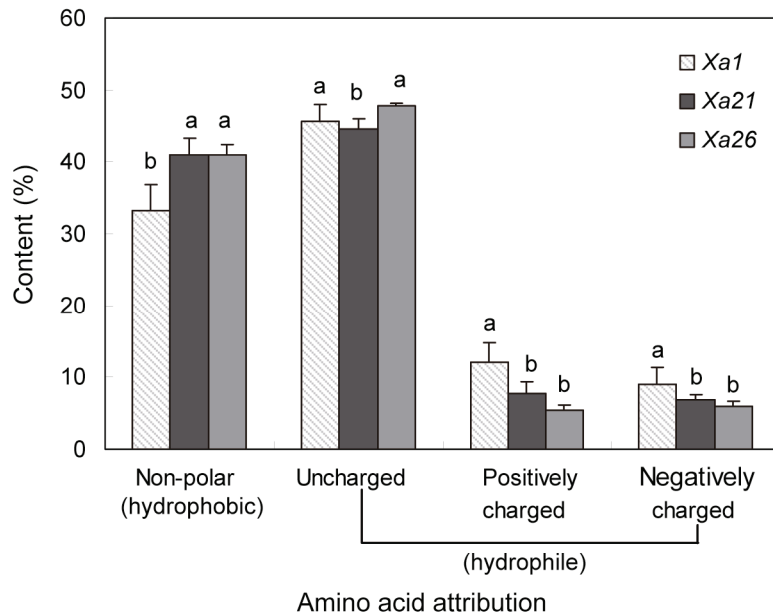 60
50
40
30
20
10
0
Content (%)
Xa1
Xa21
Xa26
b a a
a b a
a b b
a b b
Non-polar
(hydrophobic)
Uncharged
Positively
charged
Negatively
charged
(hydrophile)
Amino acid attribution